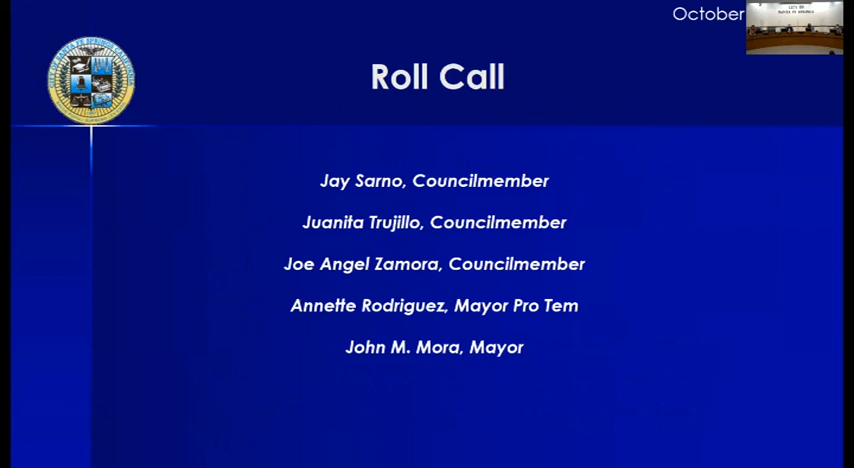 October
Roll Call
Jay Sarno, Councilmember
Juanita Trujillo, Councilmember
Joe Angel Zamora, Councilmember
Annette Rodriguez, Mayor Pro Tem
John M. Mora, Mayor